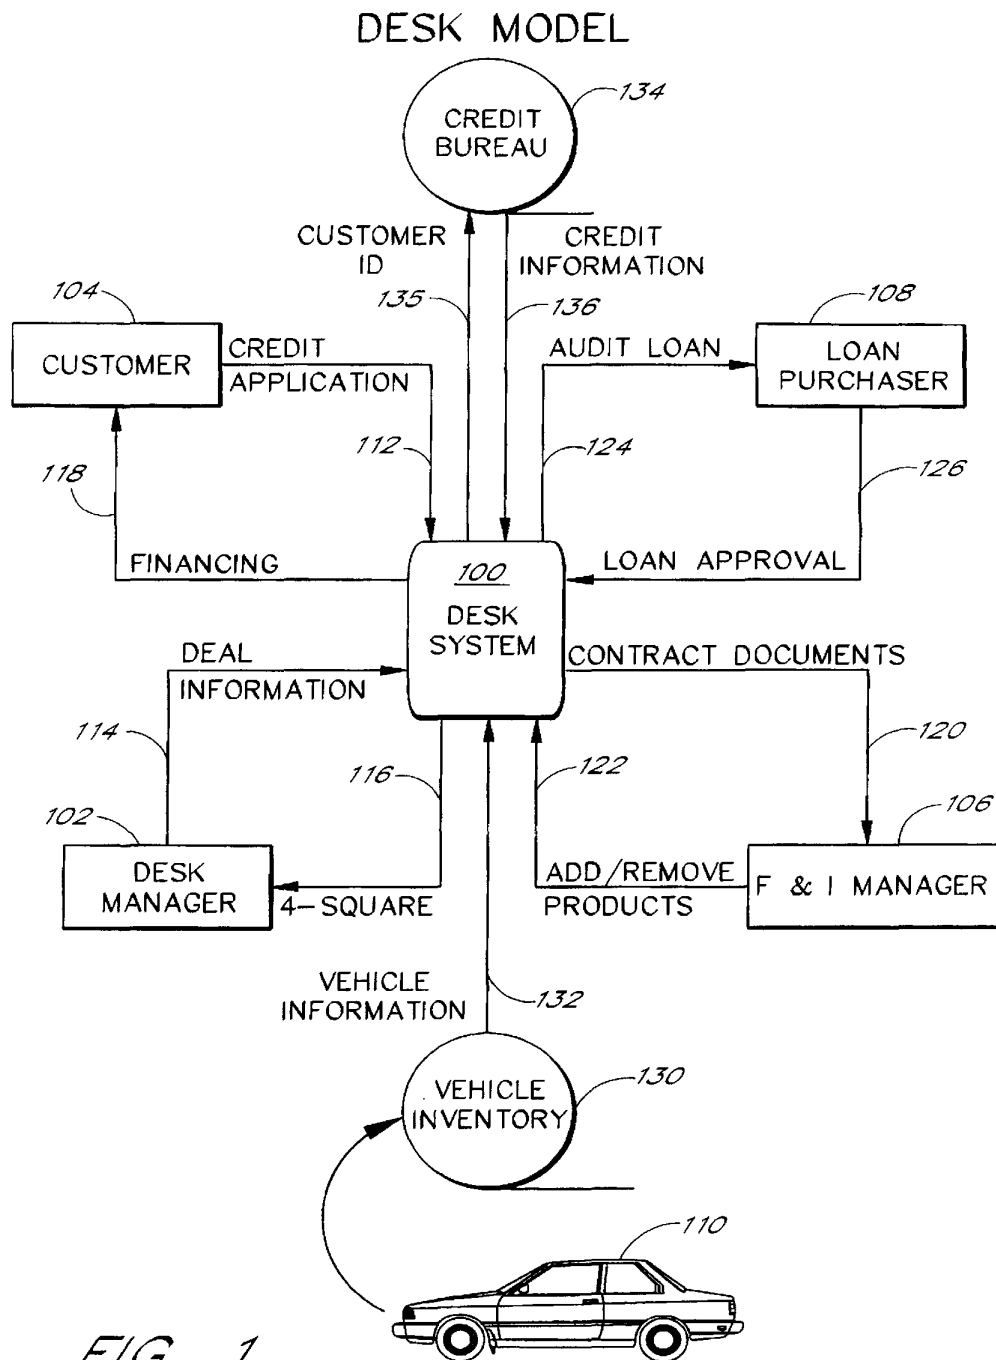 DESK MODEL
CREDIT
BUREAU
134
CUSTOMER
ID
CREDIT
INFORMATION
135
136
104
CUSTOMER
CREDIT
APPLICATION
AUDIT LOAN
108
LOAN
PURCHASER
112
124
118
126
FINANCING
LOAN APPROVAL
100
DESK
SYSTEM
DEAL
INFORMATION
CONTRACT DOCUMENTS
114
116
122
120
102
DESK
MANAGER
4-SQUARE
ADD/REMOVE
PRODUCTS
106
F & I MANAGER
VEHICLE
INFORMATION
132
VEHICLE
INVENTORY
130
110
FIG. 1